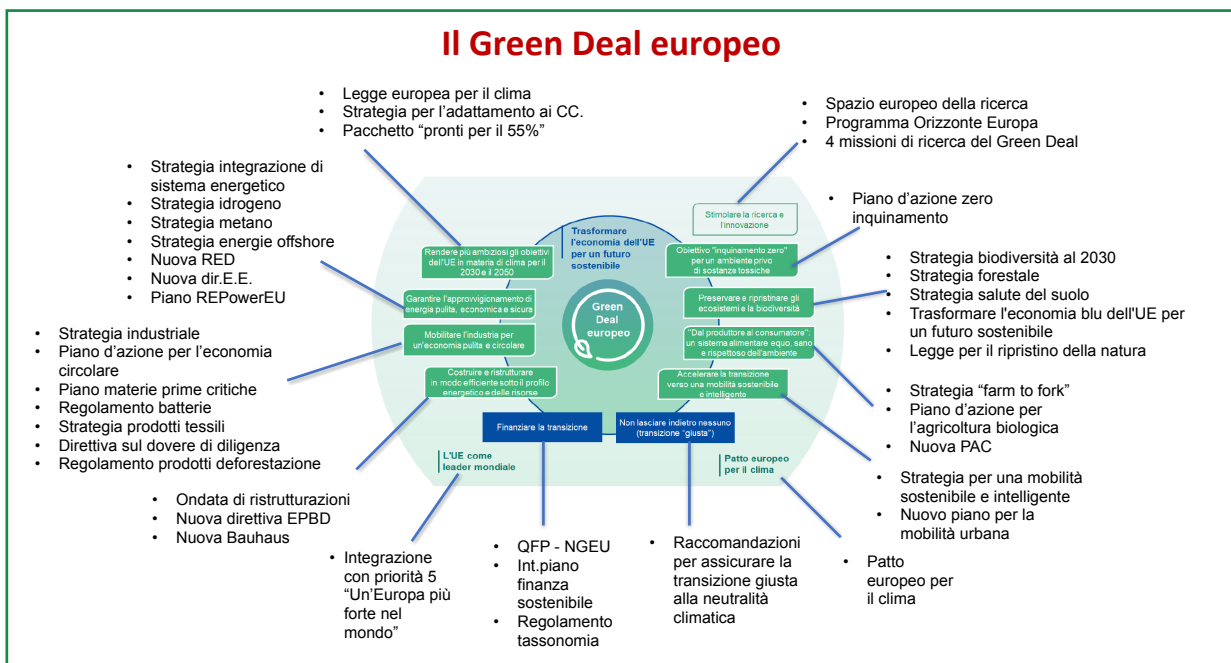 Il Green Deal europeo
• Legge europea per il clima
• Strategia per l'adattamento ai CC.
• Pacchetto "pronti per il 55%"
• Spazio europeo della ricerca
• Programma Orizzonte Europa
• 4 missioni di ricerca del Green Deal
• Strategia integrazione di
sistema energetico
• Strategia idrogeno
• Strategia metano
• Strategia energie offshore
• Nuova RED
• Nuova dir.E.E.
• Piano REPowerEU
• Piano d'azione zero
inquinamento
• Strategia biodiversità al 2030
• Strategia forestale
• Strategia salute del suolo
• Trasformare l'economia blu dell'UE per
un futuro sostenibile
• Legge per il ripristino della natura
Trasformare
l'economia dell'UE
per un futuro
sostenibile
Stimolare la ricerca e
l'innovazione
Rendere più ambiziosi gli obiettivi
dell'UE in materia di clima per il
2030 e il 2050
Obiettivo "inquinamento zero"
per un ambiente privo
di sostanze tossiche
Garantire l'approvvigionamento di
energia pulita, economica e sicura
Preservare e ripristinare gli
ecosistemi e la biodiversità
Green
Deal
europeo
Mobilitare l'industria per
un'economia pulita e circolare
"Dal produttore al consumatore":
un sistema alimentare equo, sano
e rispettoso dell'ambiente
Costruire e ristrutturare
in modo efficiente sotto il profilo
energetico e delle risorse
Accelerare la transizione
verso una mobilità sostenibile
e intelligente
Finanziare la transizione
Non lasciare indietro nessuno
(transizione "giusta")
L'UE come
leader mondiale
Patto europeo
per il clima
• Strategia industriale
• Piano d'azione per l'economia
circolare
• Piano materie prime critiche
• Regolamento batterie
• Strategia prodotti tessili
• Direttiva sul dovere di diligenza
• Regolamento prodotti deforestazione
• Strategia "farm to fork"
• Piano d'azione per
l'agricoltura biologica
• Nuova PAC
• Strategia per una mobilità
sostenibile e intelligente
• Nuovo piano per la
mobilità urbana
• Ondata di ristrutturazioni
• Nuova direttiva EPBD
• Nuova Bauhaus
• Integrazione
con priorità 5
"Un'Europa più
forte nel
mondo"
• QFP - NGEU
• Int.piano
finanza
sostenibile
• Regolamento
tassonomia
• Raccomandazioni
per assicurare la
transizione giusta
alla neutralità
climatica
• Patto
europeo per
il clima